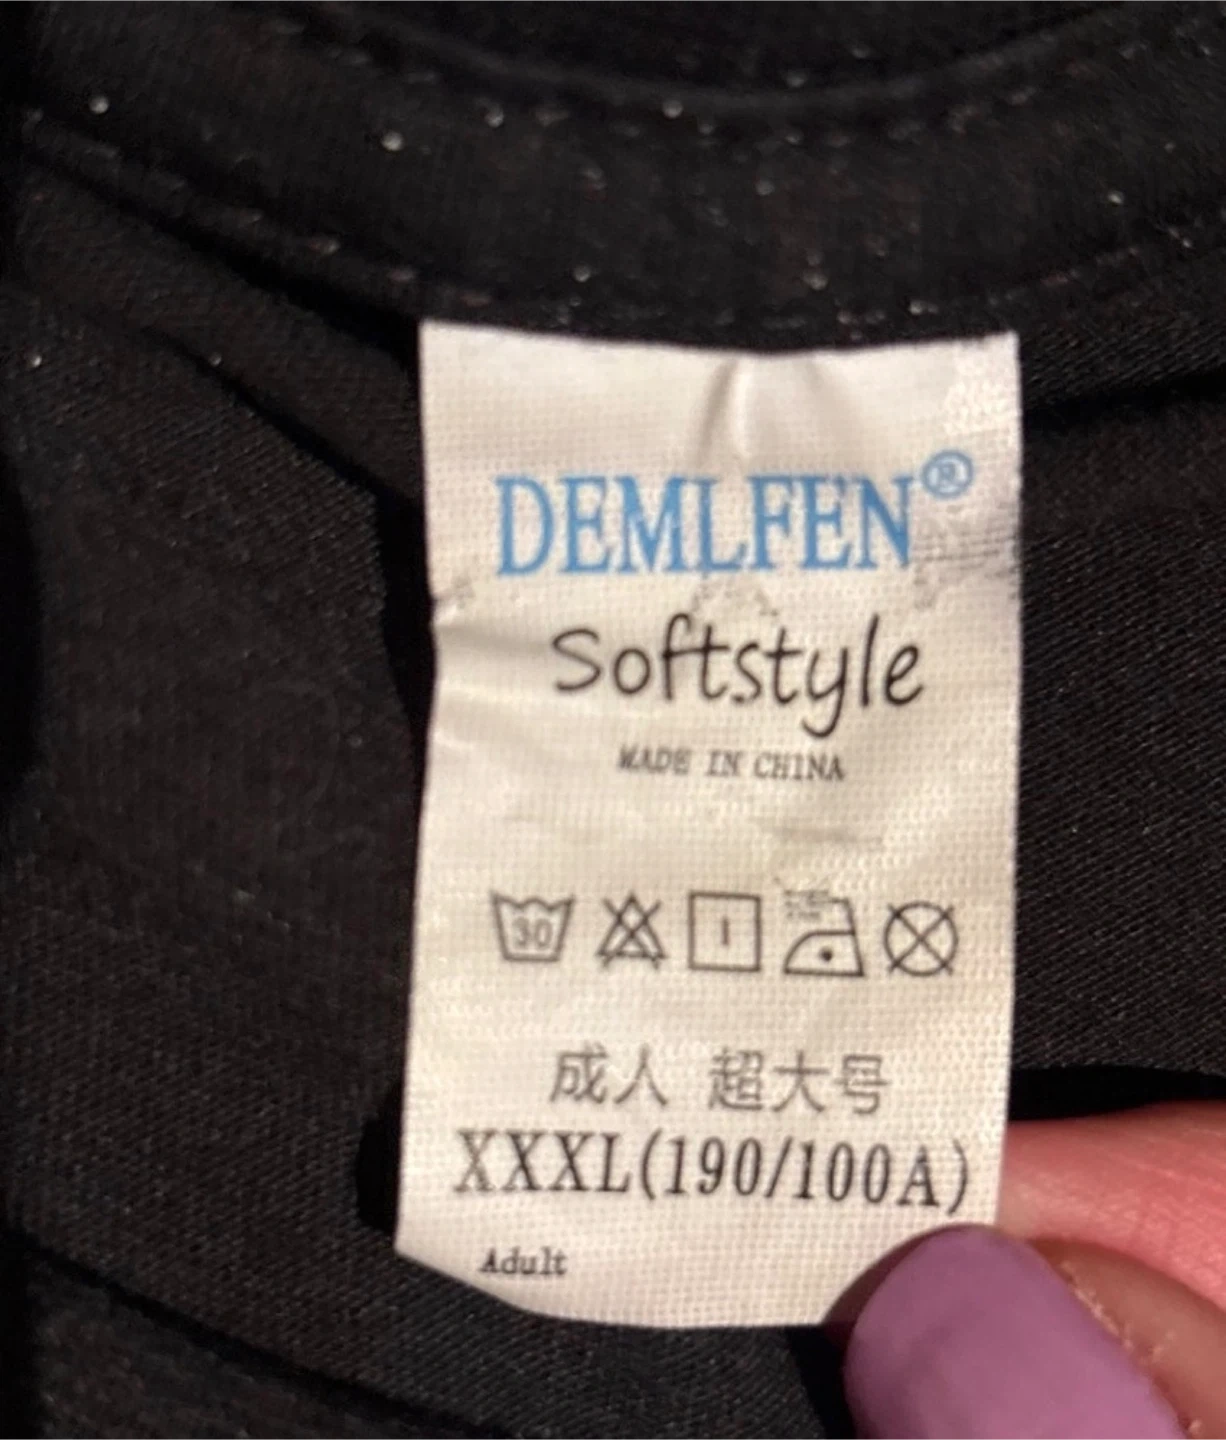 DEMLFEN®
Softstyle
MADE IN CHINA
30
成人 超大号
XXXL(190/100A)
Adult